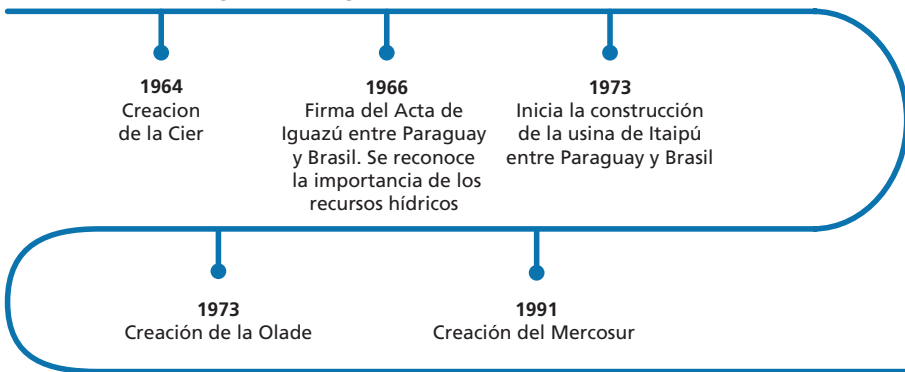 1964
Creacion
de la Cier
1966
Firma del Acta de
Iguazú entre Paraguay
y Brasil. Se reconoce
la importancia de los
recursos hídricos
1973
Inicia la construcción
de la usina de Itaipú
entre Paraguay y Brasil
1973
Creación de la Olade
1991
Creación del Mercosur